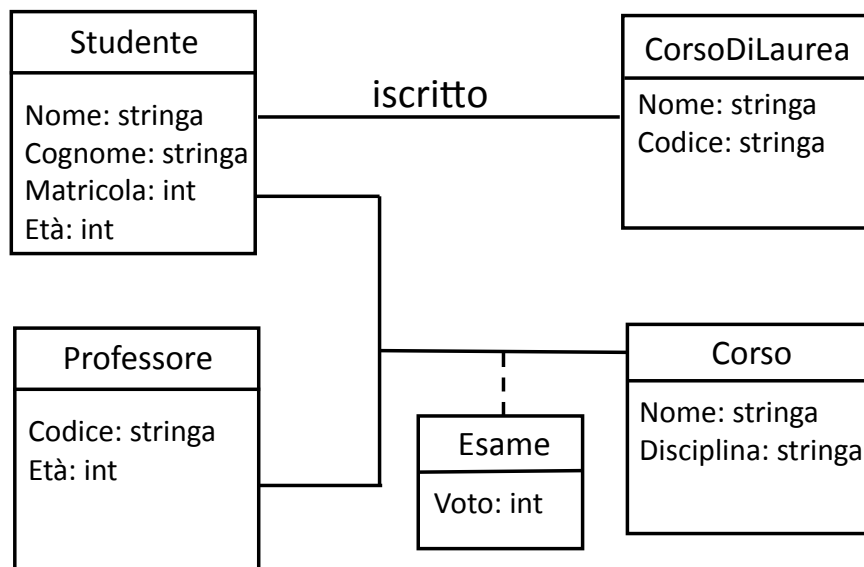 Studente
Nome: stringa
Cognome: stringa
Matricola: int
Età: int
iscritto
CorsoDiLaurea
Nome: stringa
Codice: stringa
Professore
Codice: stringa
Età: int
Esame
Voto: int
Corso
Nome: stringa
Disciplina: stringa